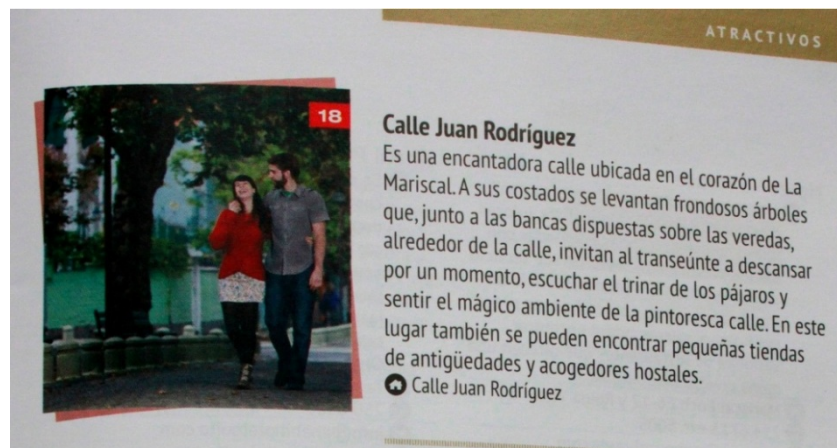 ATRACTIVOS
18
Calle Juan Rodríguez
Es una encantadora calle ubicada en el corazón de La
Mariscal. A sus costados se levantan frondosos árboles
que, junto a las bancas dispuestas sobre las veredas,
alrededor de la calle, invitan al transeúnte a descansar
por un momento, escuchar el trinar de los pájaros y
sentir el mágico ambiente de la pintoresca calle. En este
lugar también se pueden encontrar pequeñas tiendas
de antigüedades y acogedores hostales.
Calle Juan Rodríguez